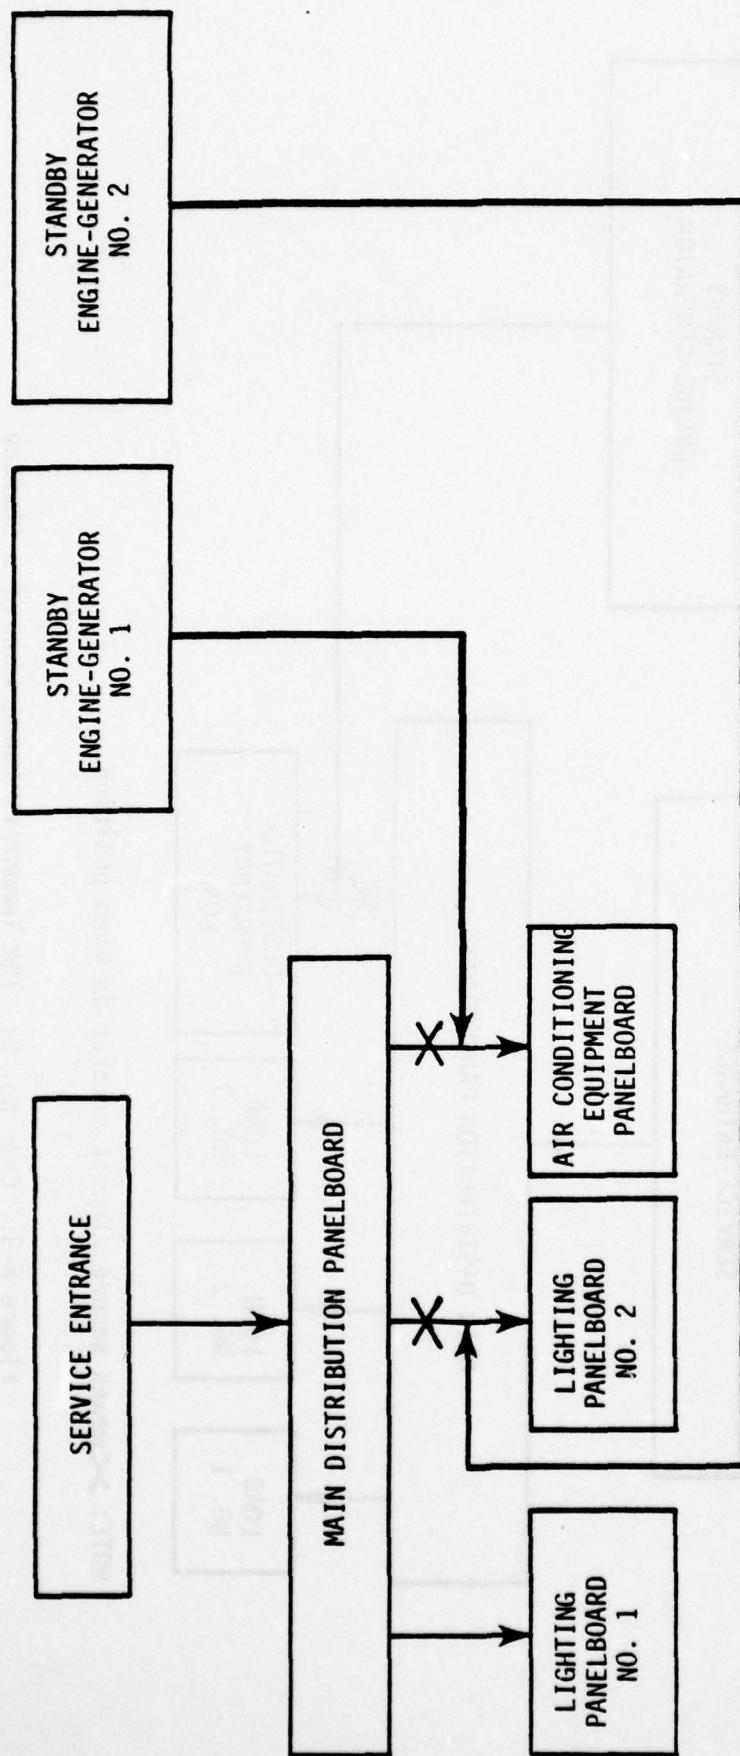 STANDBY
ENGINE-GENERATOR
NO. 2
STANDBY
ENGINE-GENERATOR
NO. 1
SERVICE ENTRANCE
MAIN DISTRIBUTION PANELBOARD
AIR CONDITIONING
EQUIPMENT
PANELBOARD
LIGHTING
PANELBOARD
NO. 2
LIGHTING
PANELBOARD
NO. 1